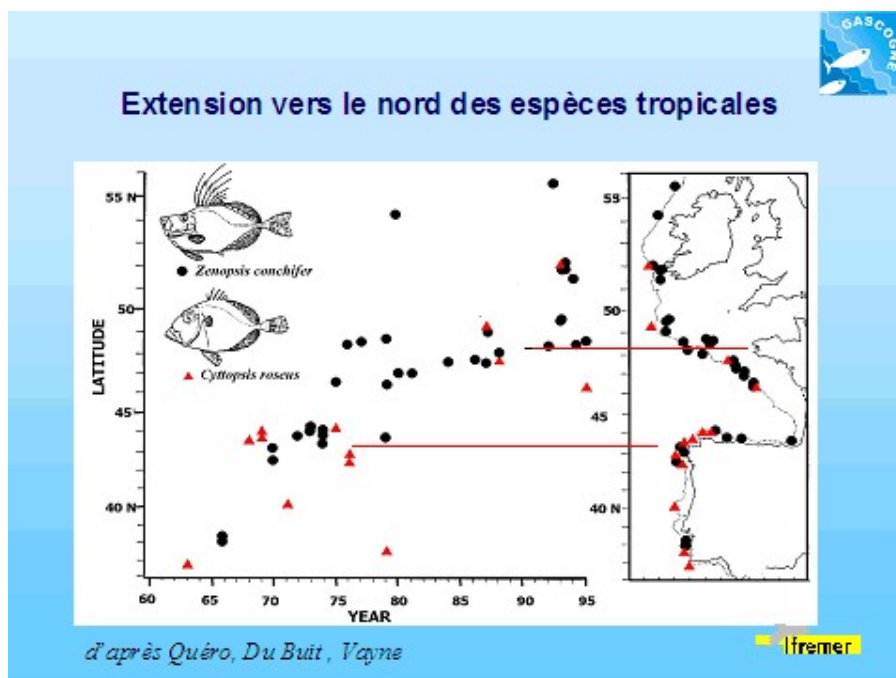 GASCOGNE
Extension vers le nord des espèces tropicales
55 N
50
45
40 N
LATITUDE
Zenopsis conchifer
Cyttopsis roseus
60 65 70 75 80 85 87 90 95
YEAR
55
50
45
40 N
d'après Quéro, Du Buit , Vayne
Ifremer